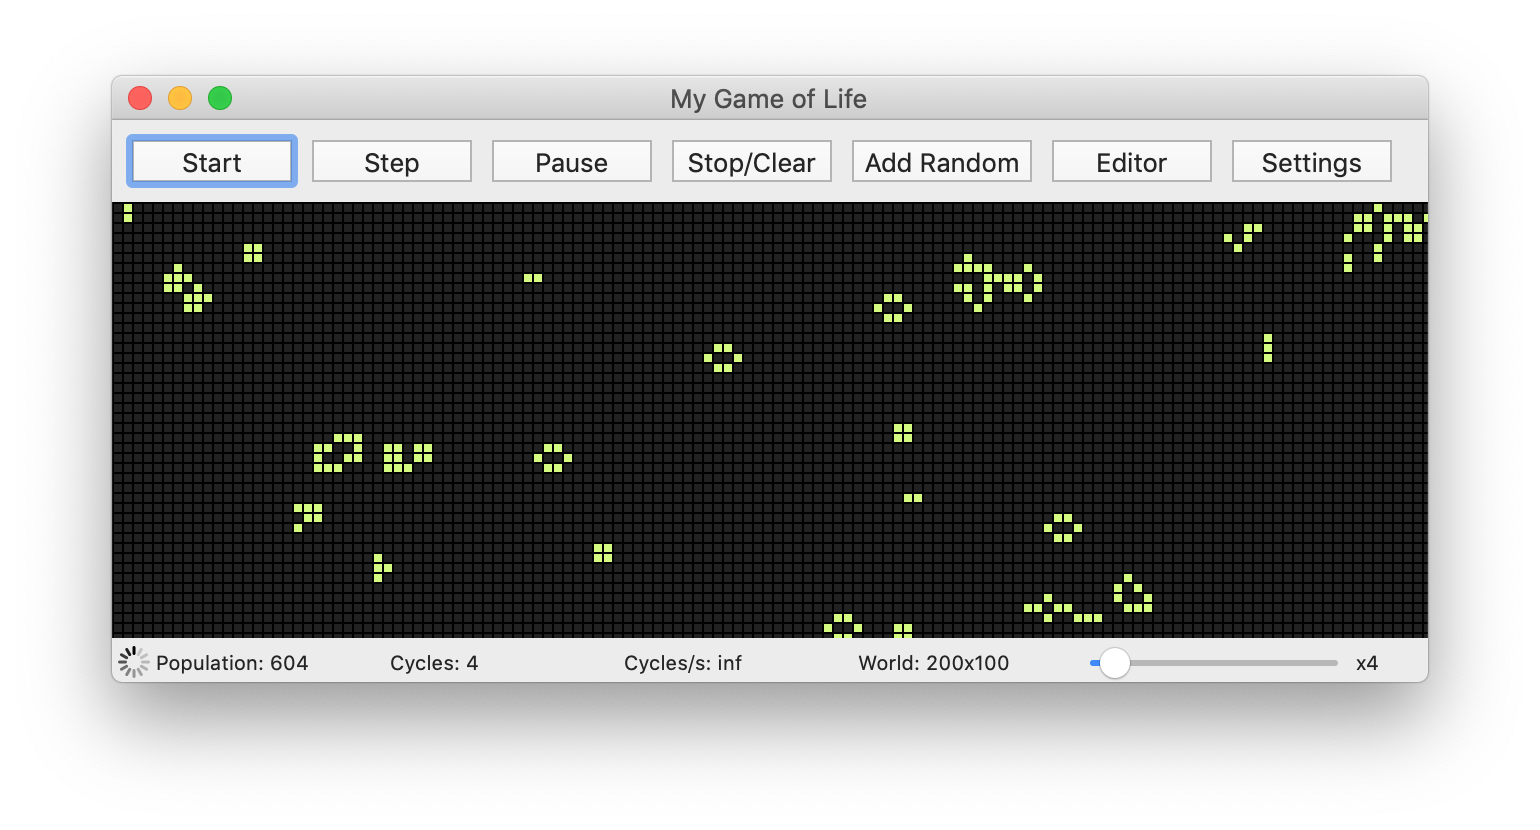 My Game of Life
Start Step Pause Stop/Clear Add Random Editor Settings
Population: 604 Cycles: 4 Cycles/s: inf World: 200x100 x4